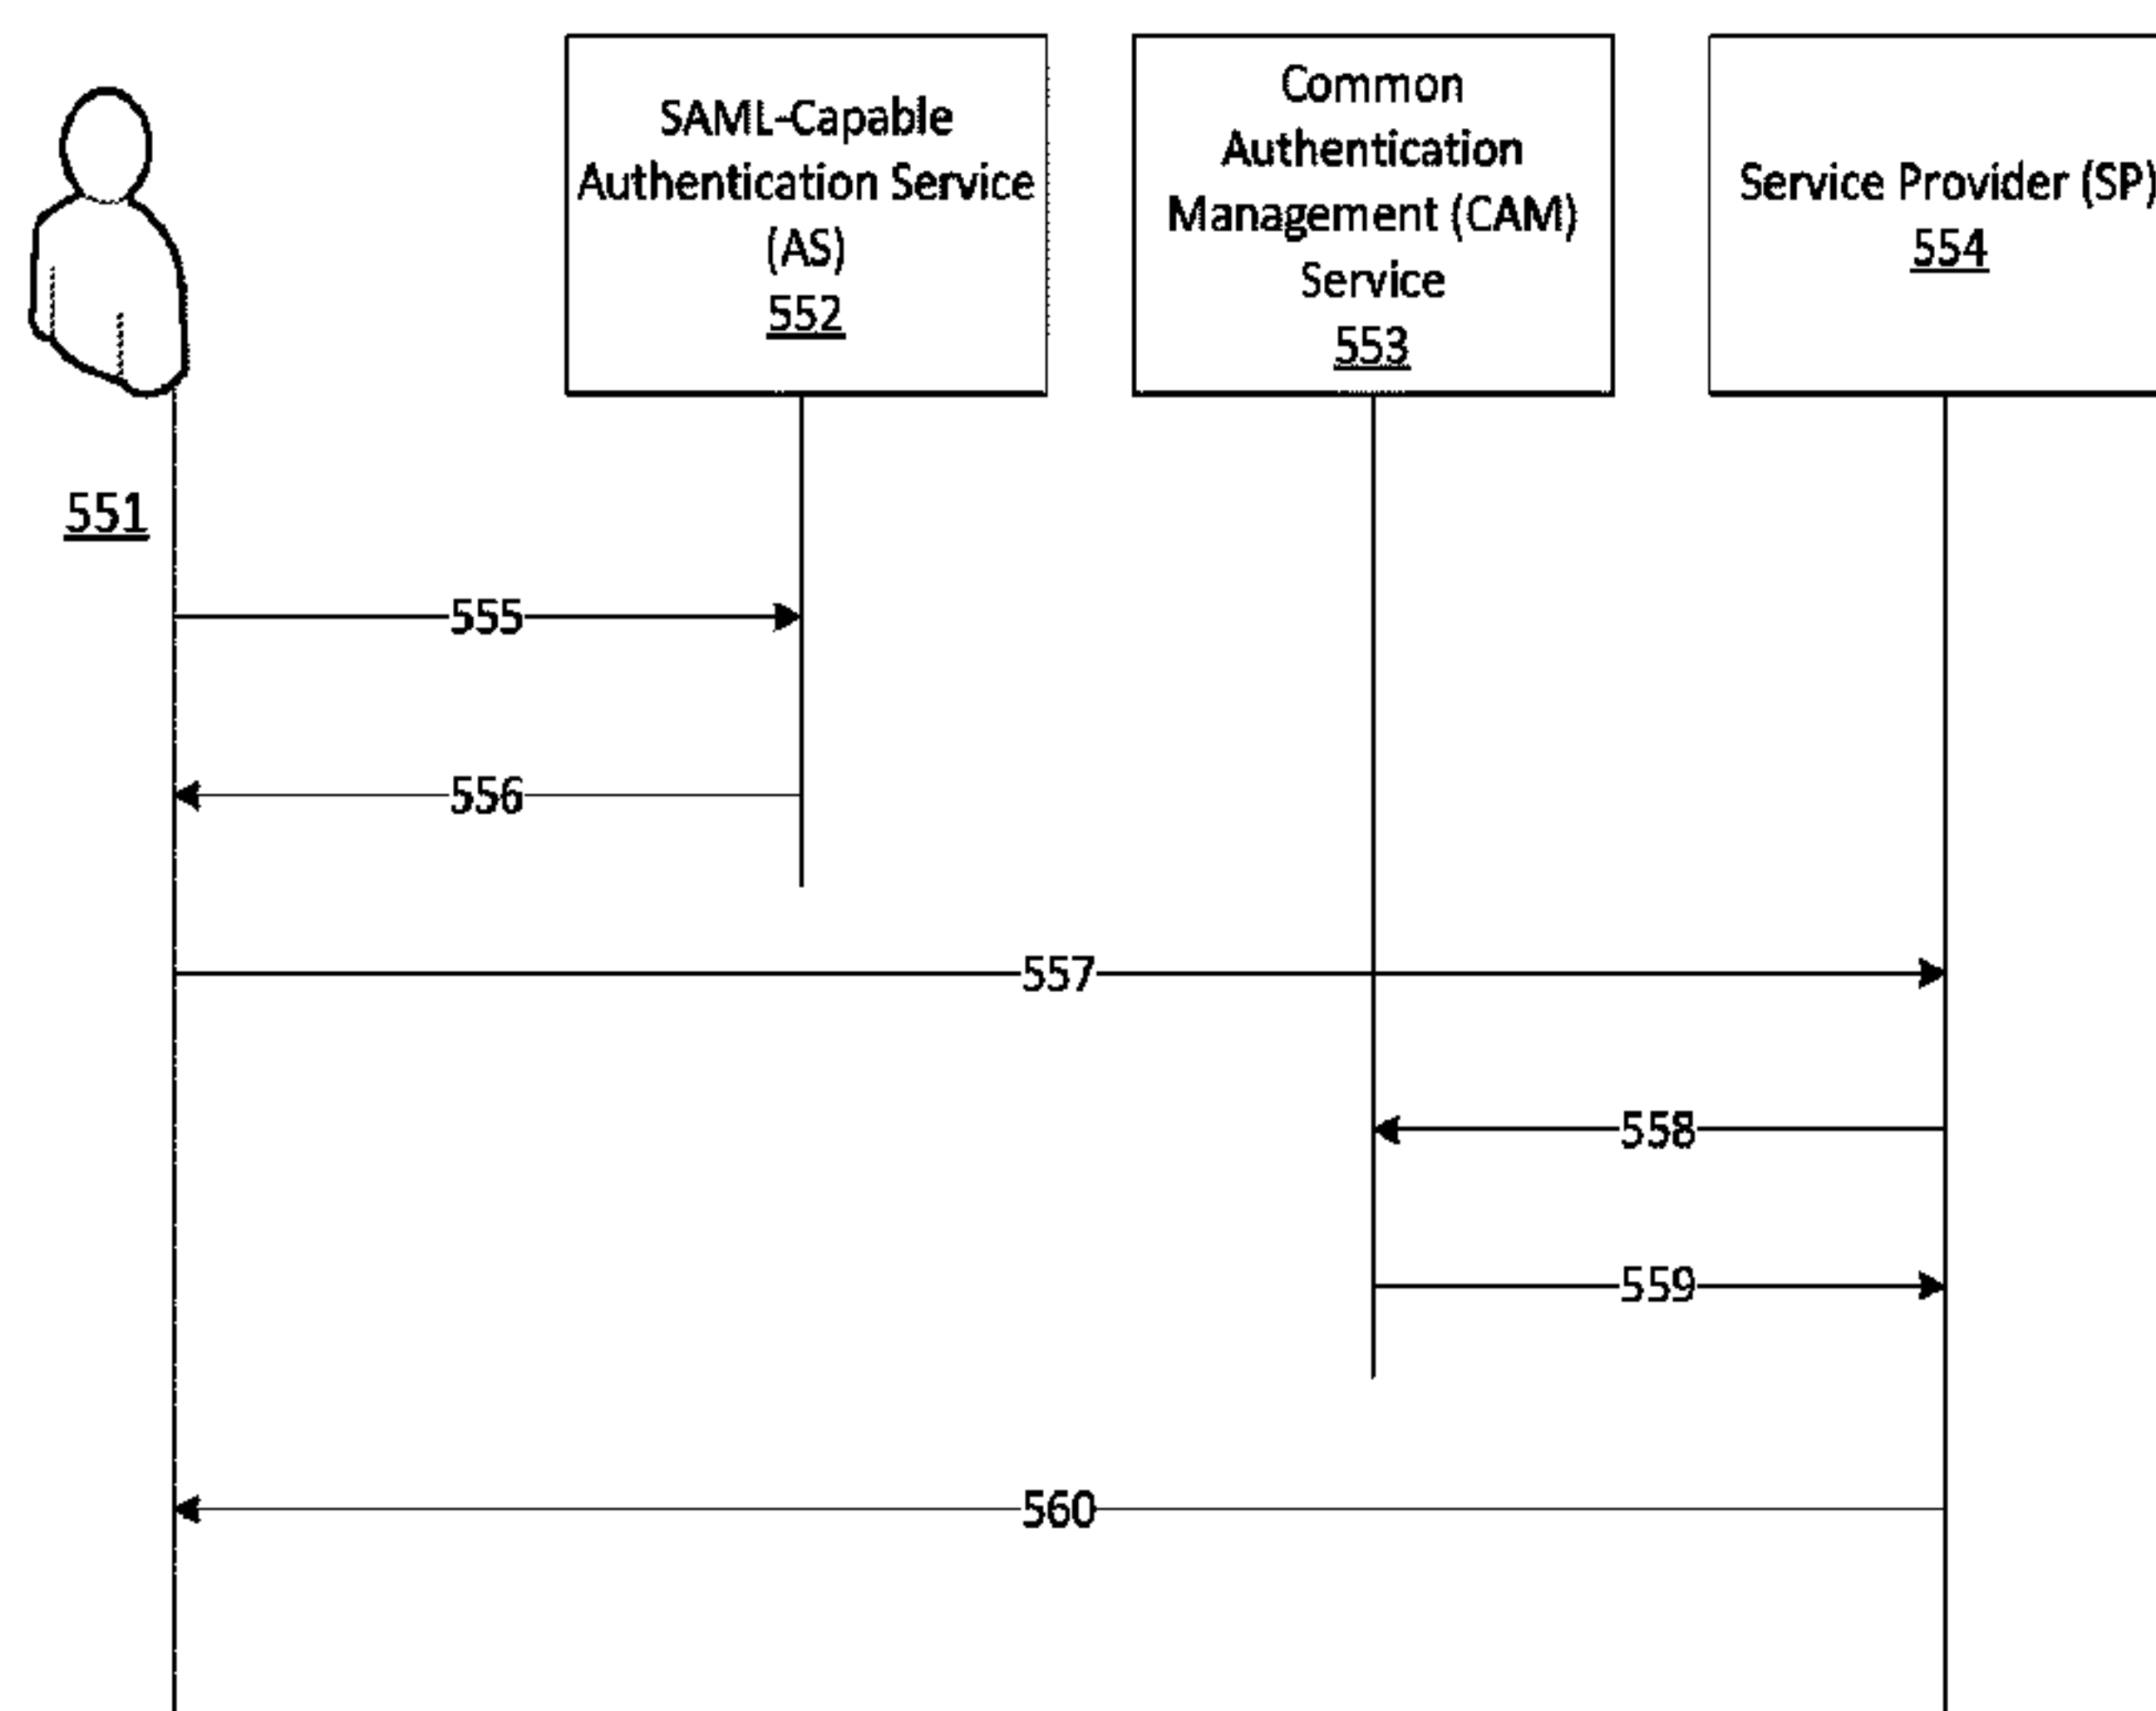 SAML-Capable
Authentication Service
(AS)
552
Common
Authentication
Management (CAM)
Service
553
Service Provider (SP)
554
551
555
556
557
558
559
560